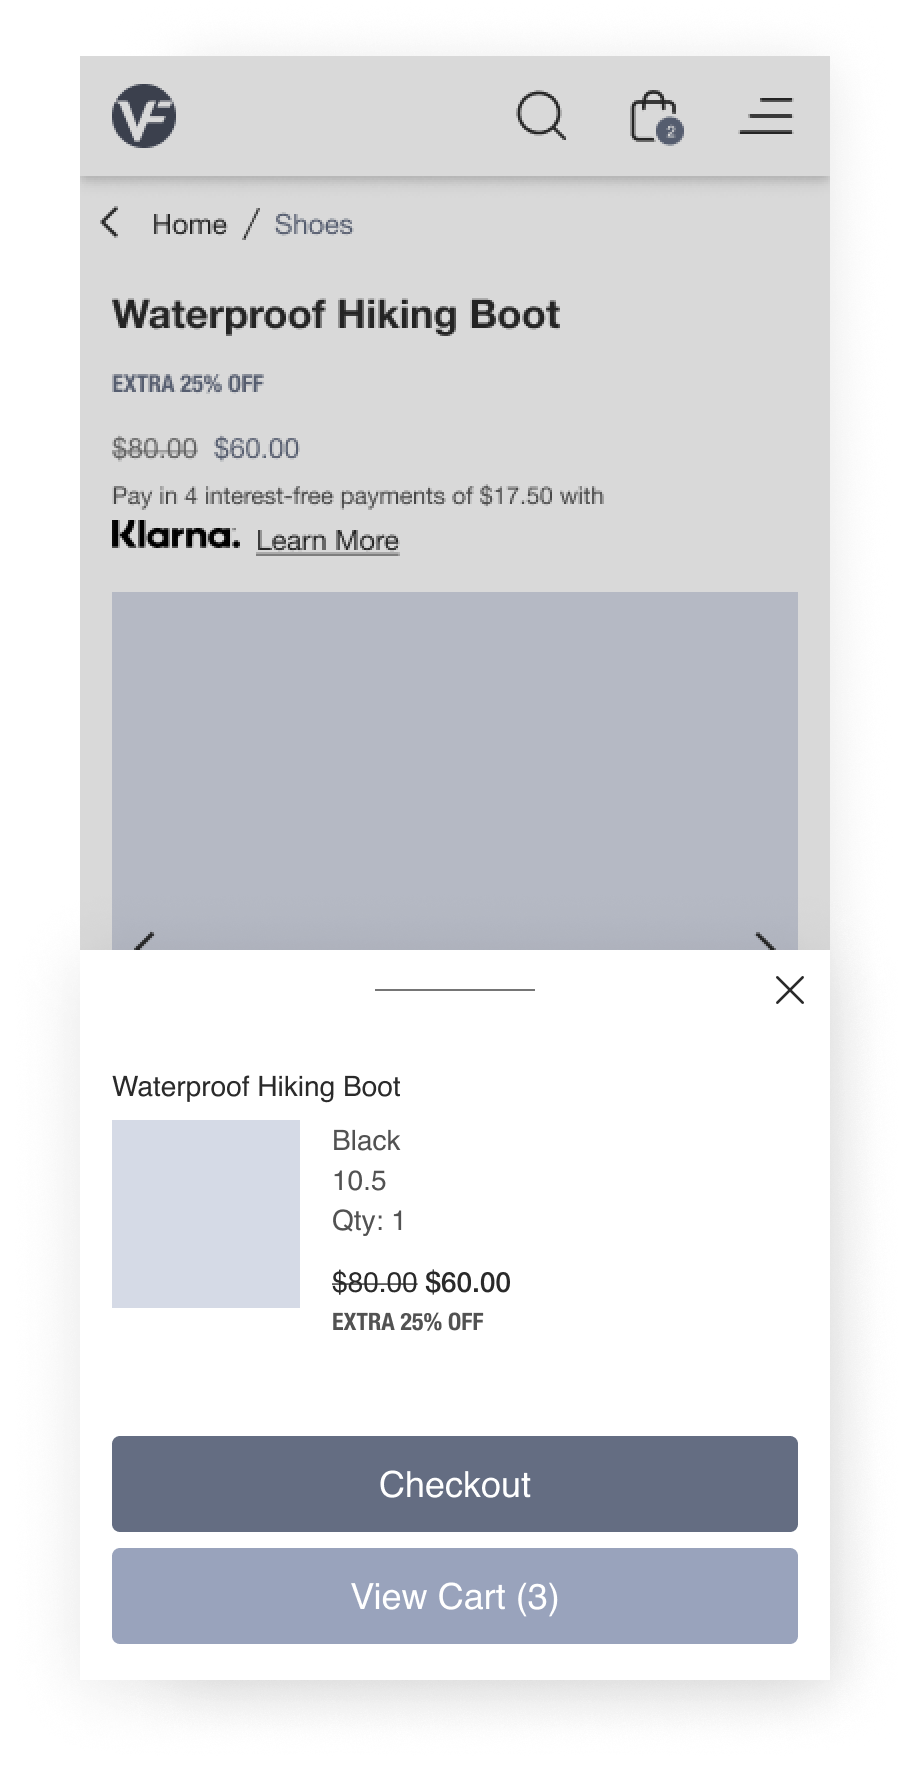 VF
2
Home / Shoes
Waterproof Hiking Boot
EXTRA 25% OFF
$80.00 $60.00
Pay in 4 interest-free payments of $17.50 with
Klarna. Learn More
Waterproof Hiking Boot
Black
10.5
Qty: 1
$80.00 $60.00
EXTRA 25% OFF
Checkout
View Cart (3)